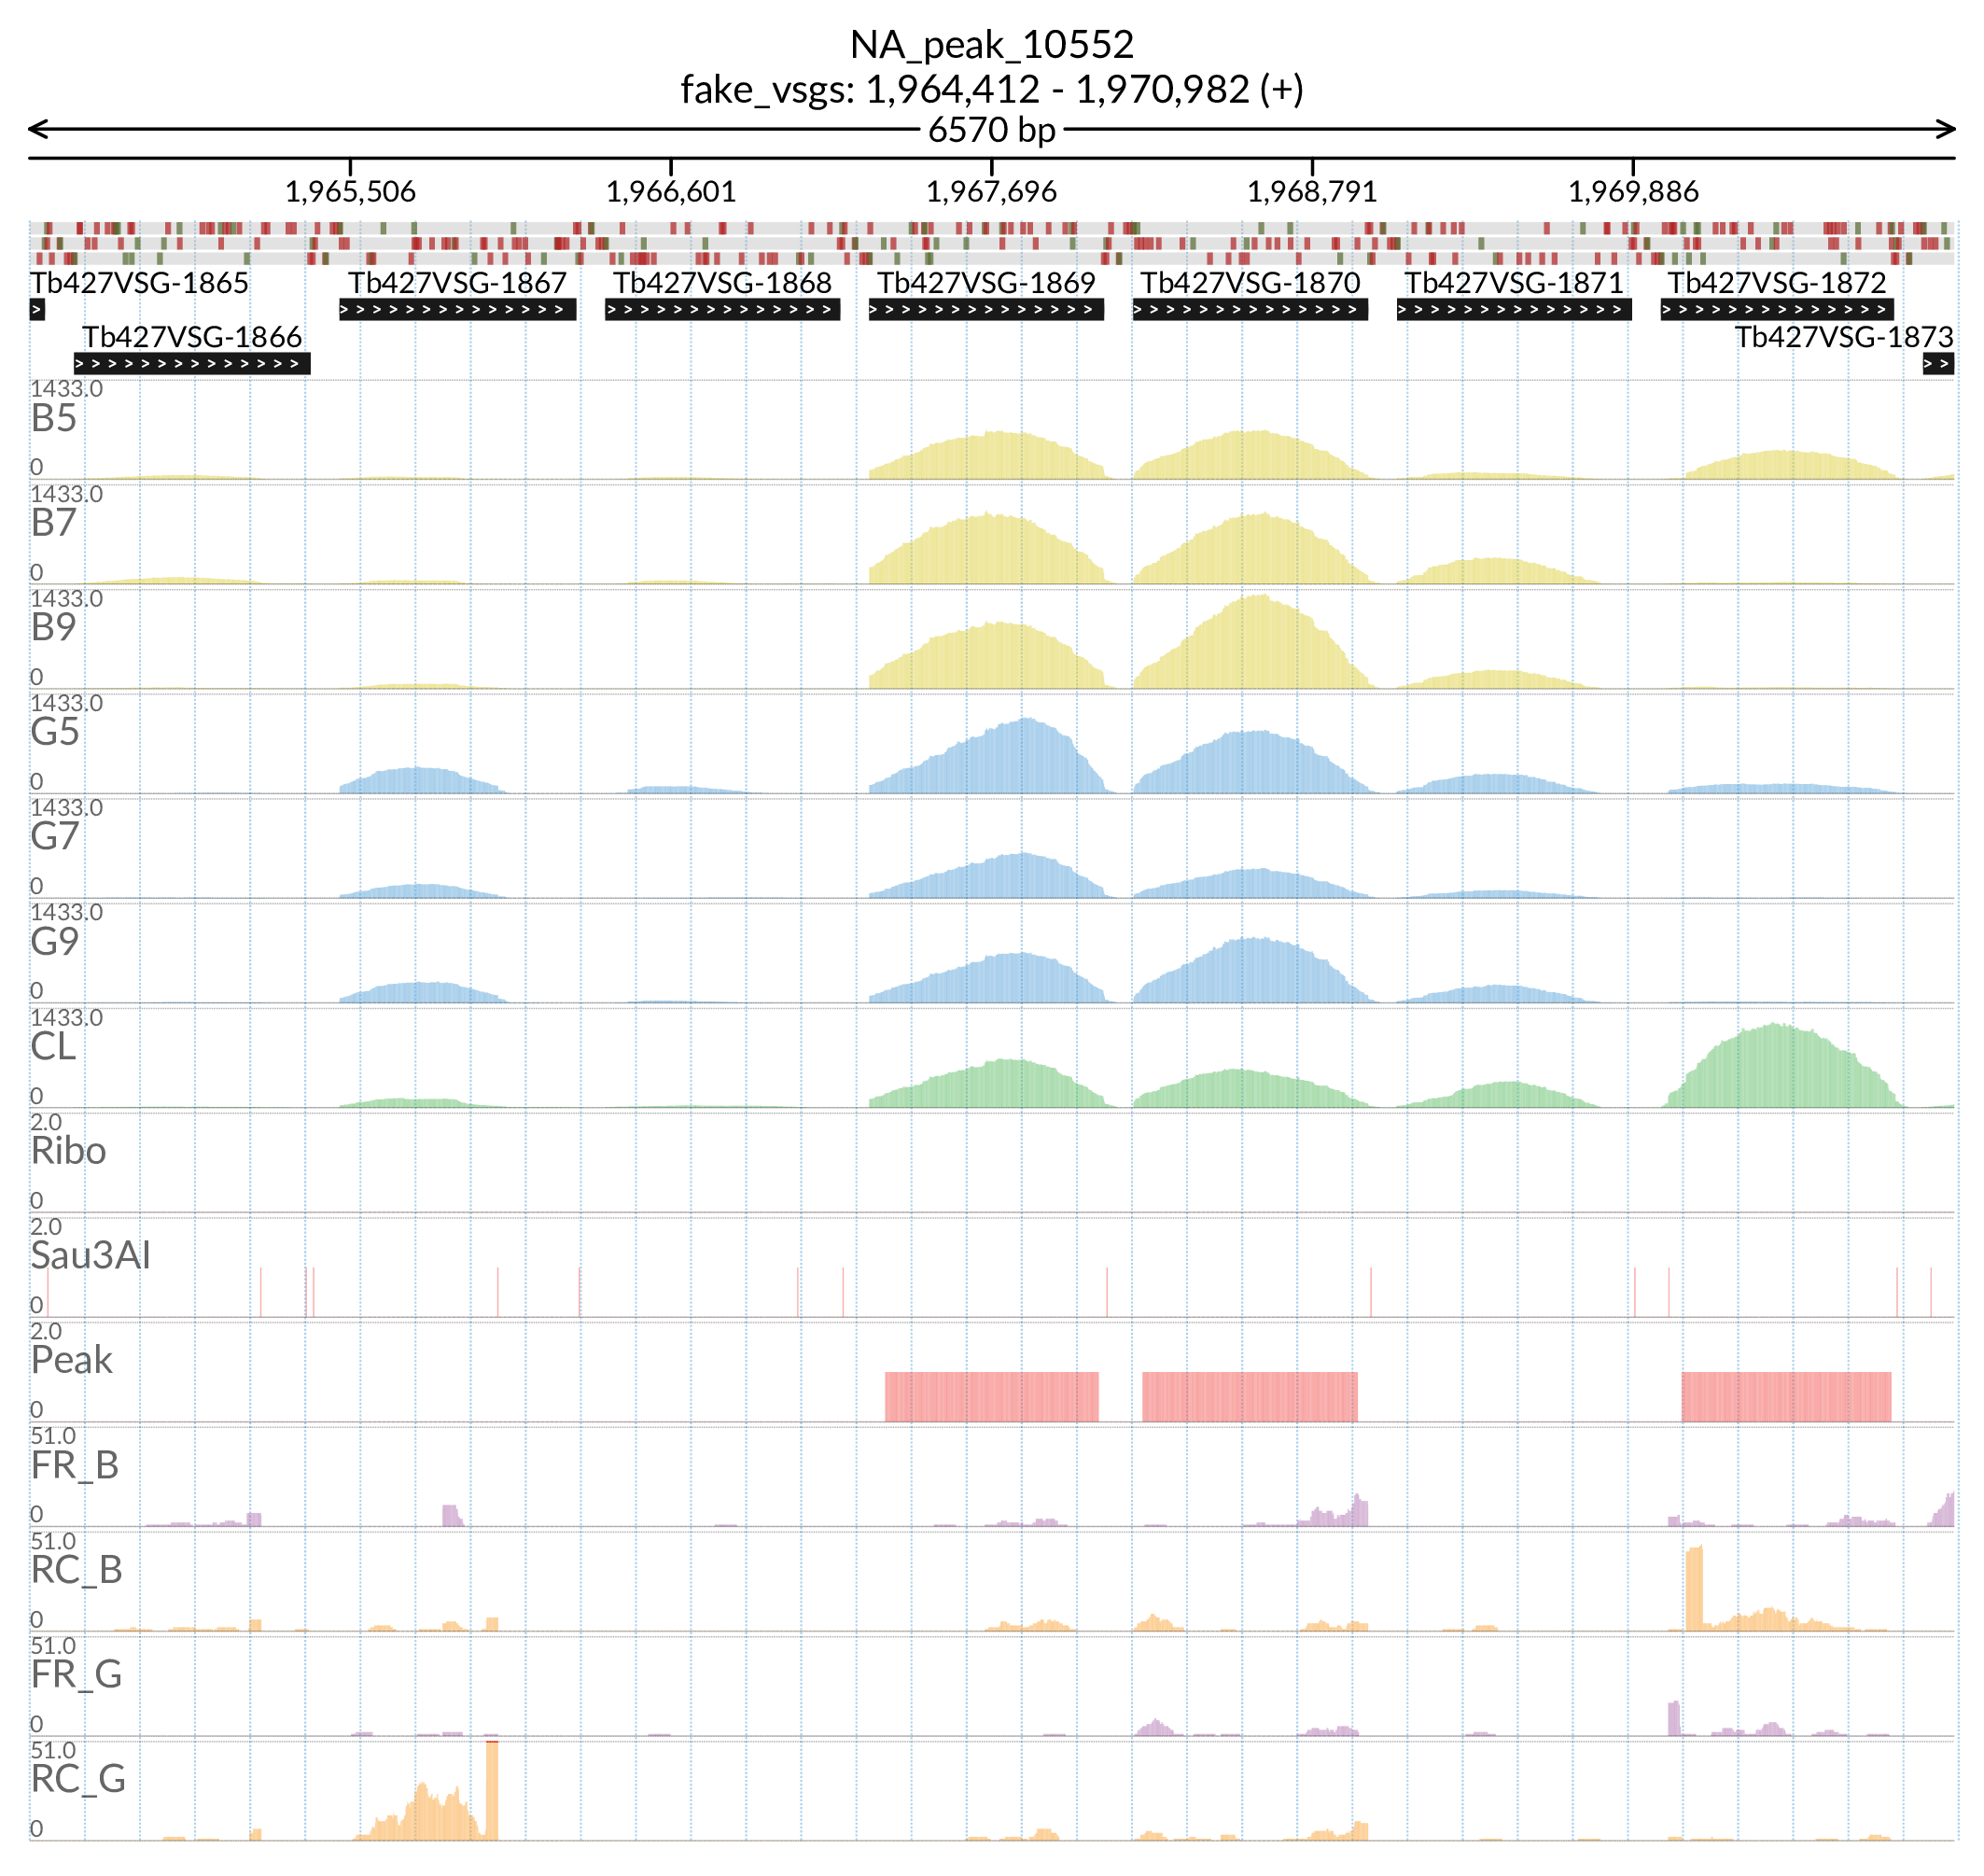 NA_peak_10552
fake_vsgs: 1,964,412 - 1,970,982 (+)
6570 bp
1,965,506 1,966,601 1,967,696 1,968,791 1,969,886
Tb427VSG-1865 Tb427VSG-1867 Tb427VSG-1868 Tb427VSG-1869 Tb427VSG-1870 Tb427VSG-1871 Tb427VSG-1872
Tb427VSG-1866 Tb427VSG-1873
1433.0
B5
0
1433.0
B7
0
1433.0
B9
0
1433.0
G5
0
1433.0
G7
0
1433.0
G9
0
1433.0
CL
0
2.0
Ribo
0
2.0
Sau3AI
0
2.0
Peak
0
51.0
FR_B
0
51.0
RC_B
0
51.0
FR_G
0
51.0
RC_G
0